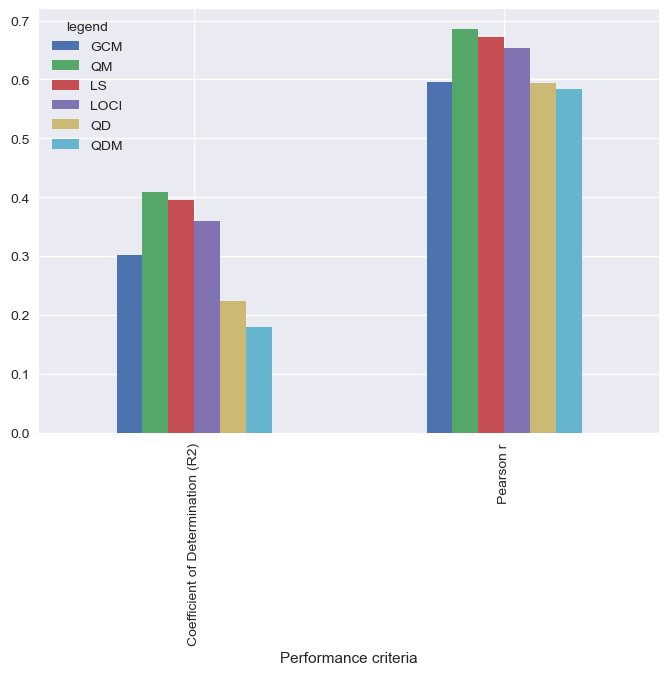 legend
GCM
QM
LS
LOCI
QD
QDM
0.7
0.6
0.5
0.4
0.3
0.2
0.1
0.0
Coefficient of Determination (R2)
Pearson r
Performance criteria